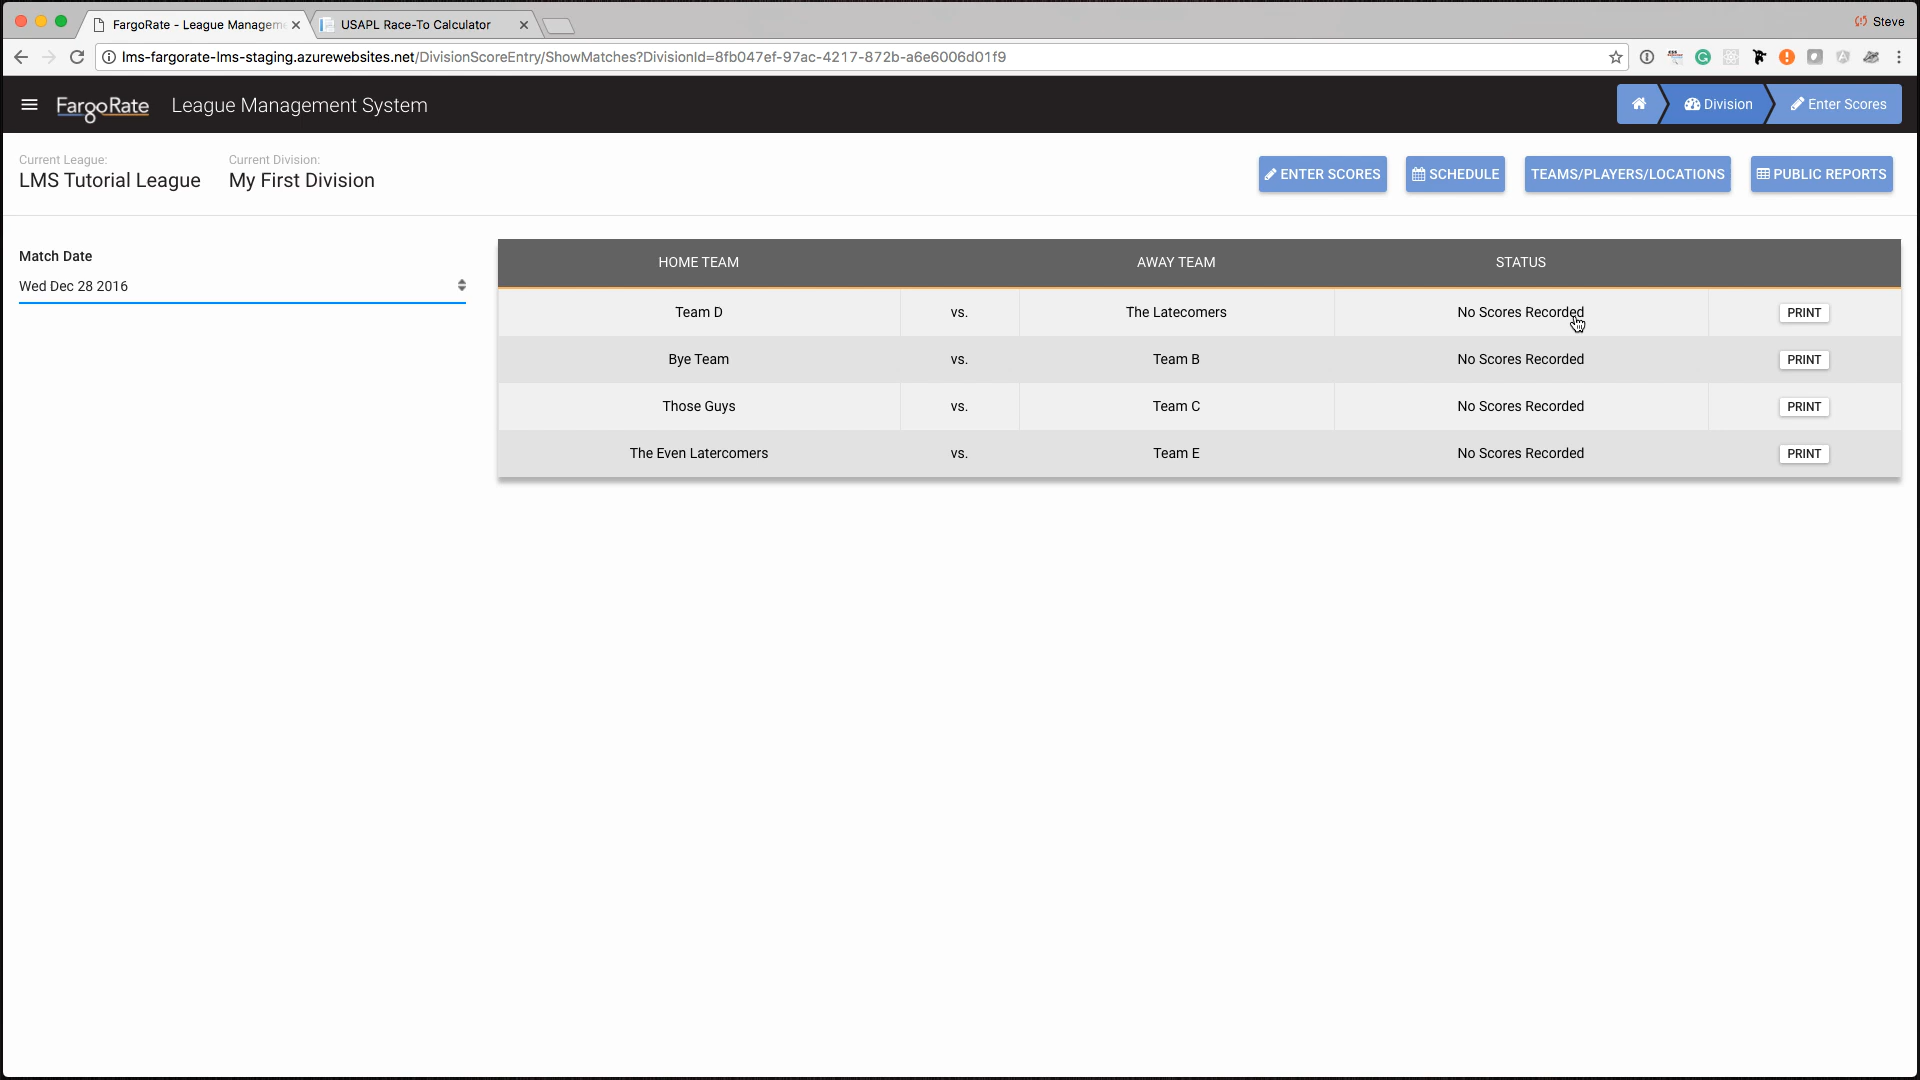 FargoRate - League Managem
USAPL Race-To Calculator
Steve
lms-fargorate-lms-staging.azurewebsites.net/DivisionScoreEntry/ShowMatches?DivisionId=8fb047ef-97ac-4217-872b-a6e6006d01f9
FargoRate League Management System
Division
Enter Scores
Current League:
LMS Tutorial League
Current Division:
My First Division
ENTER SCORES
SCHEDULE
TEAMS/PLAYERS/LOCATIONS
PUBLIC REPORTS
Match Date
Wed Dec 28 2016
HOME TEAM AWAY TEAM STATUS
Team D vs. The Latecomers No Scores Recorded PRINT
Bye Team vs. Team B No Scores Recorded PRINT
Those Guys vs. Team C No Scores Recorded PRINT
The Even Latercomers vs. Team E No Scores Recorded PRINT